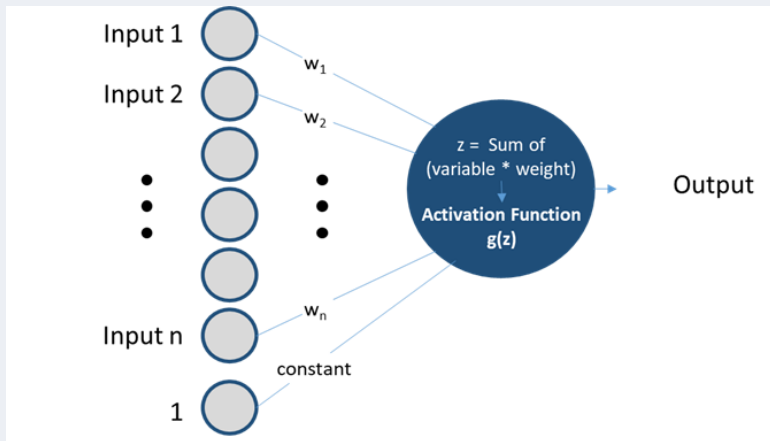 Input 1
w₁
Input 2
w₂
z = Sum of
(variable * weight)
Activation Function
g(z)
Output
wₙ
Input n
constant
1